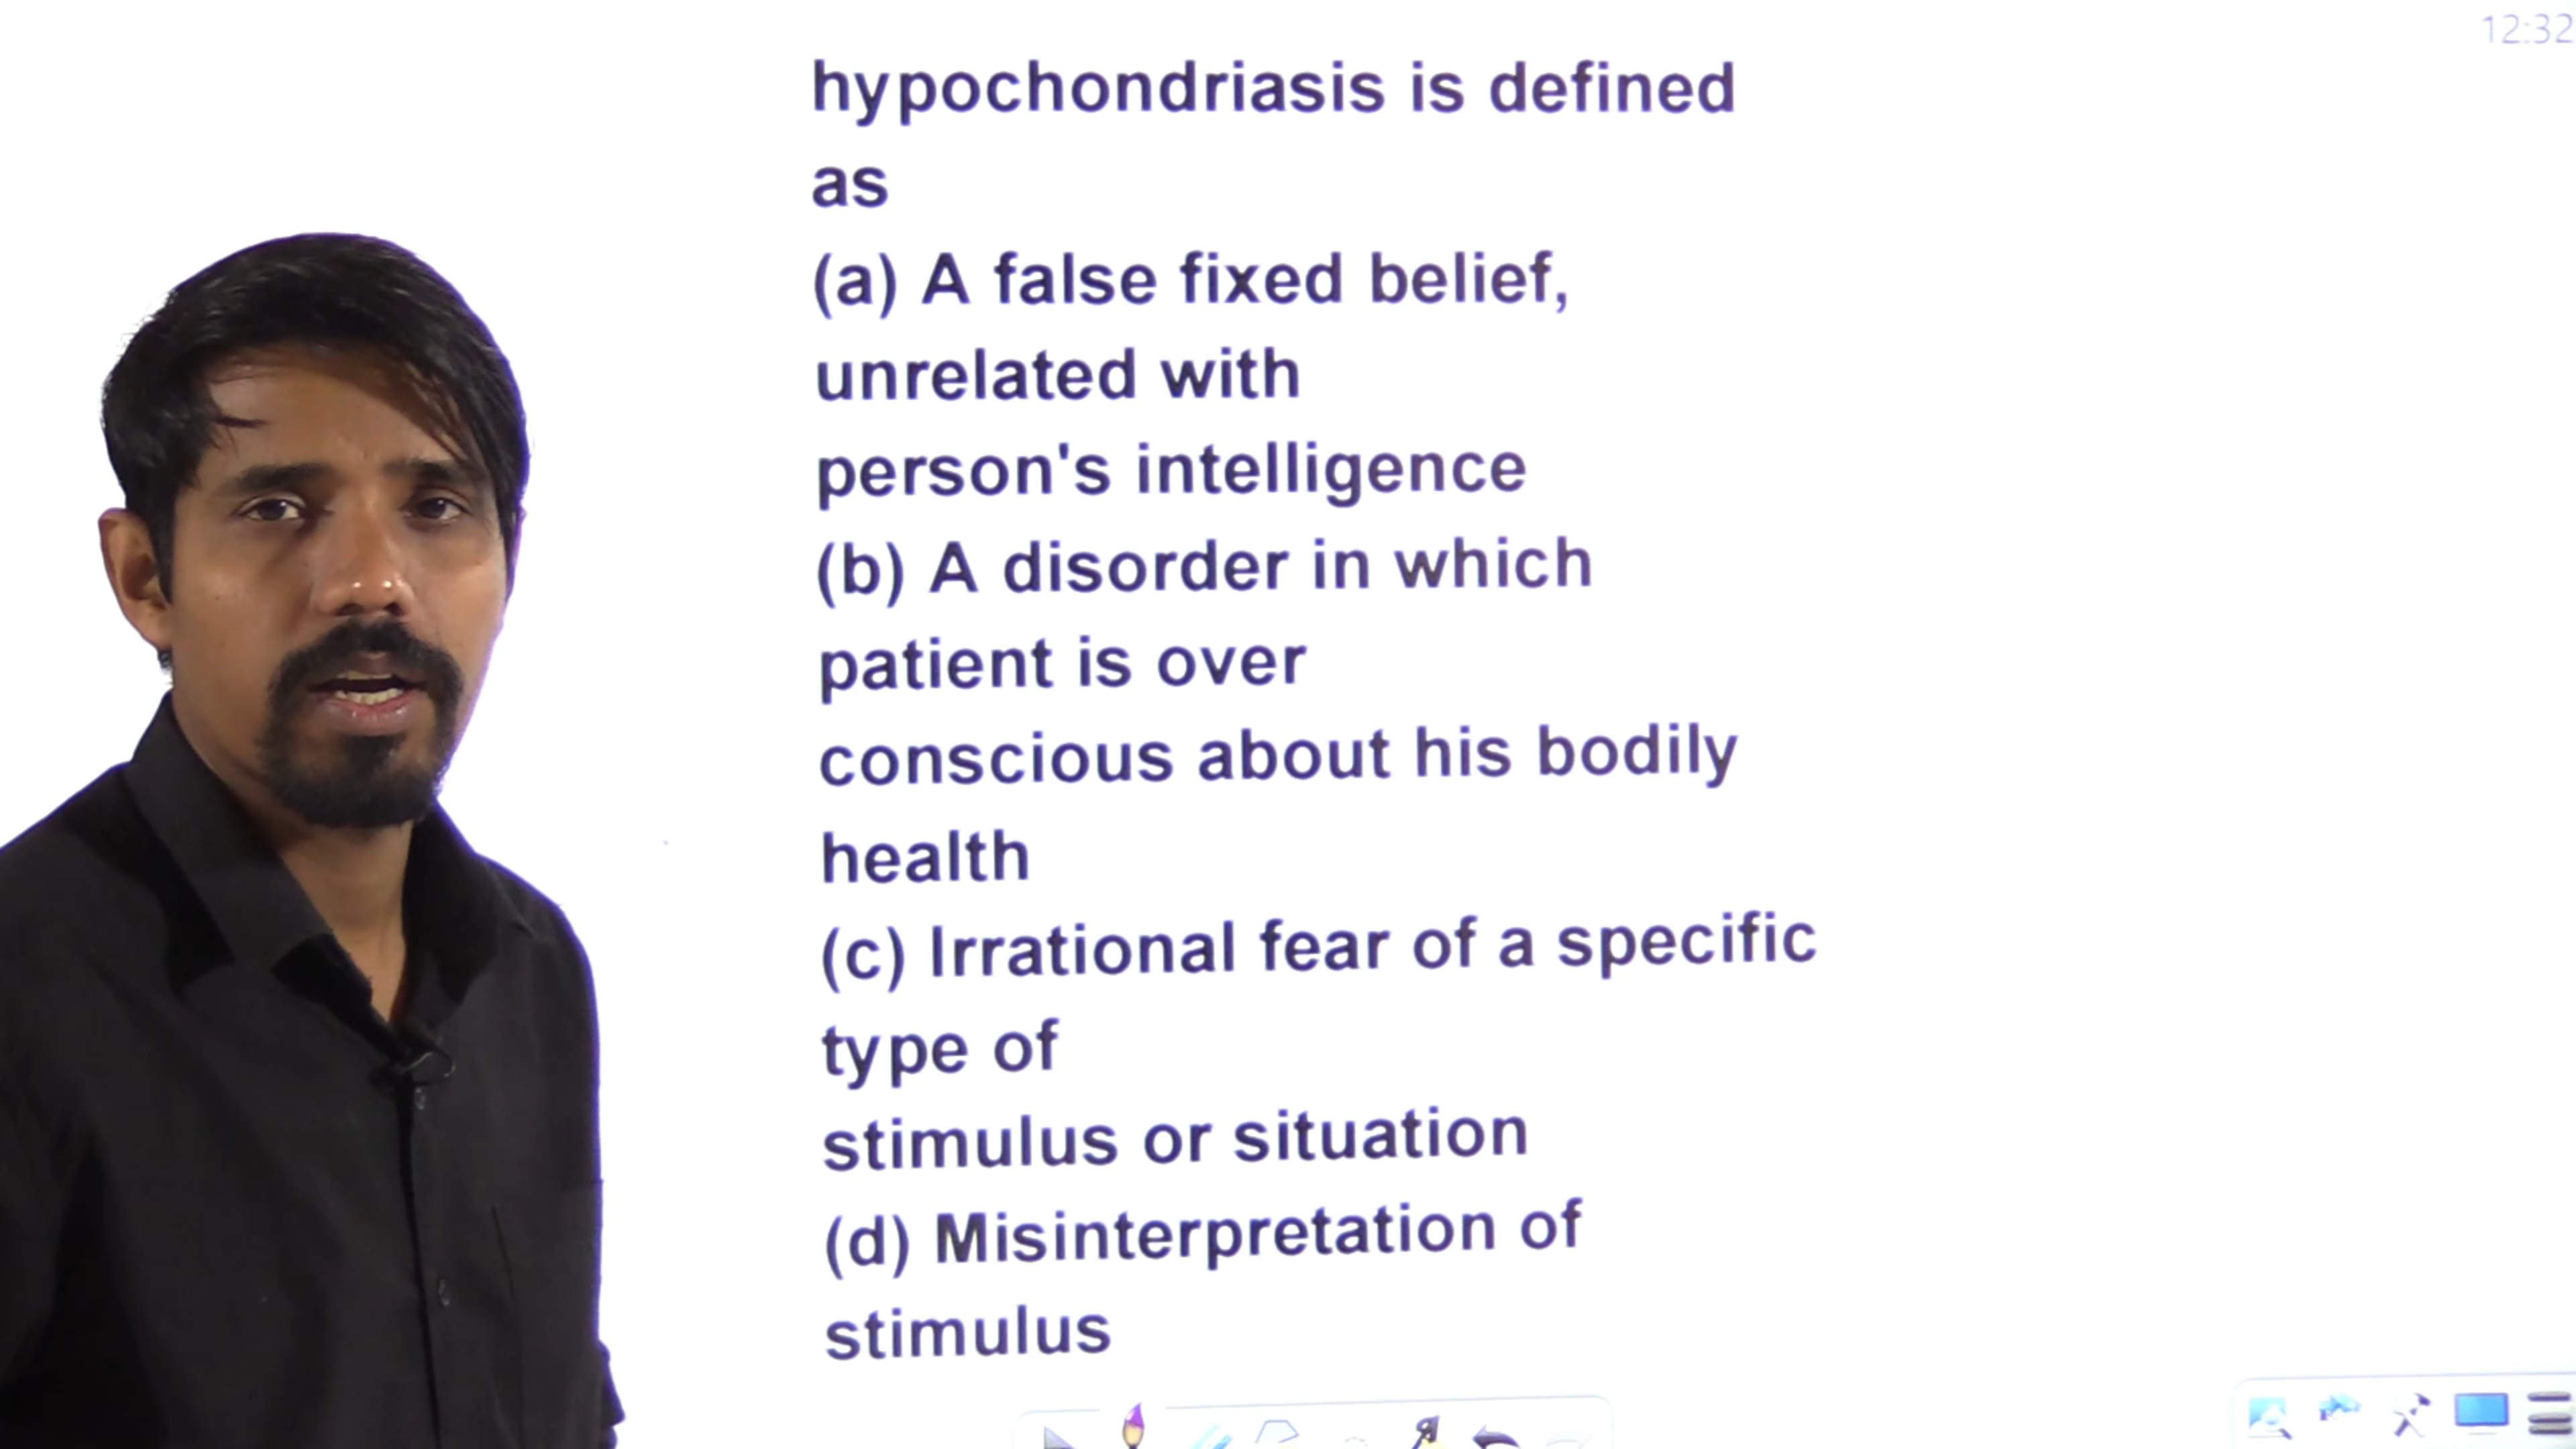 12:32
hypochondriasis is defined
as
(a) A false fixed belief,
unrelated with
person's intelligence
(b) A disorder in which
patient is over
conscious about his bodily
health
(c) Irrational fear of a specific
type of
stimulus or situation
(d) Misinterpretation of
stimulus